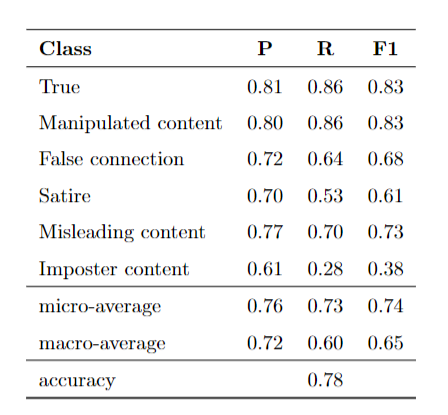 Class P R F1
True 0.81 0.86 0.83
Manipulated content 0.80 0.86 0.83
False connection 0.72 0.64 0.68
Satire 0.70 0.53 0.61
Misleading content 0.77 0.70 0.73
Imposter content 0.61 0.28 0.38
micro-average 0.76 0.73 0.74
macro-average 0.72 0.60 0.65
accuracy 0.78